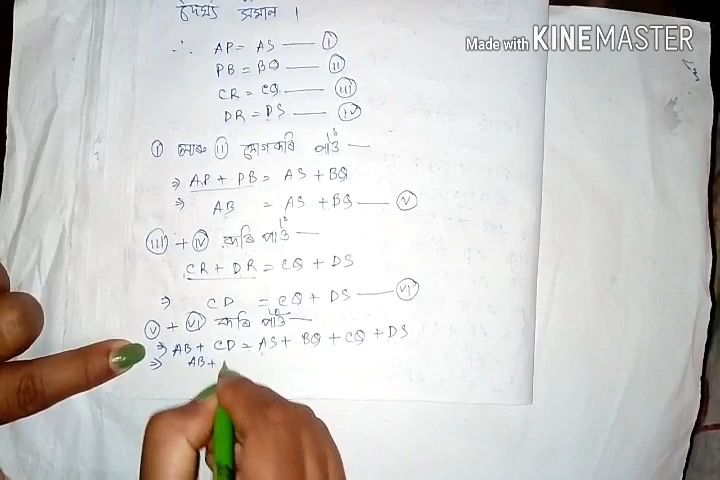 দৈর্ঘ্য সমান ।
Made with KINEMASTER
∴ AP = AS — (I)
PB = BQ — (II)
CR = CQ — (III)
DR = DS — (IV)
(I) আৰু (II) যোগকৰি পাওঁ —
⇒ AP + PB = AS + BQ
⇒ AB = AS + BQ — (V)
(III) + (IV) কৰি পাওঁ —
CR + DR = CQ + DS
⇒ CD = CQ + DS — (VI)
(V) + (VI) কৰি পাওঁ —
⇒ AB + CD = AS + BQ + CQ + DS
⇒ AB +